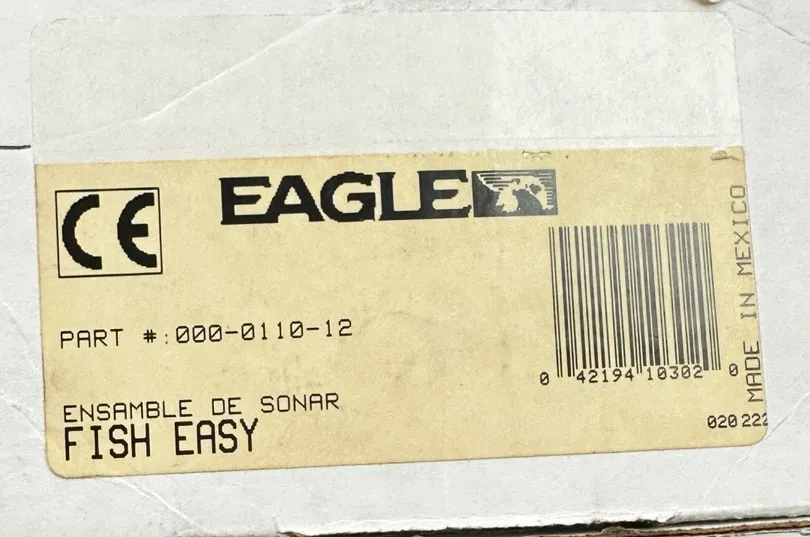 CE
EAGLE
PART #:000-0110-12
ENSAMBLE DE SONAR
FISH EASY
0 42194 10302 0
MADE IN MEXICO
020222